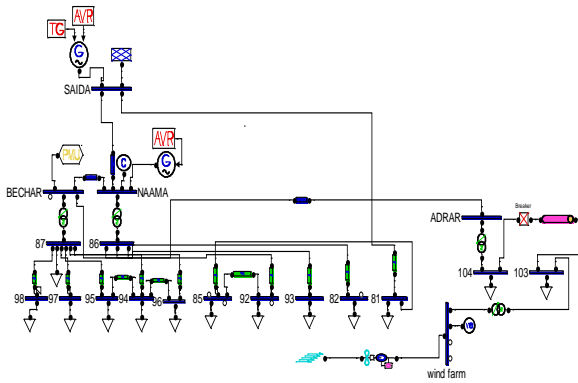 TG
AVR
G
SAIDA
AVR
PMU
C
G
BECHAR
NAAMA
ADRAR
Breaker
87
86
104
103
98
97
95
94
96
85
92
93
82
81
wind farm